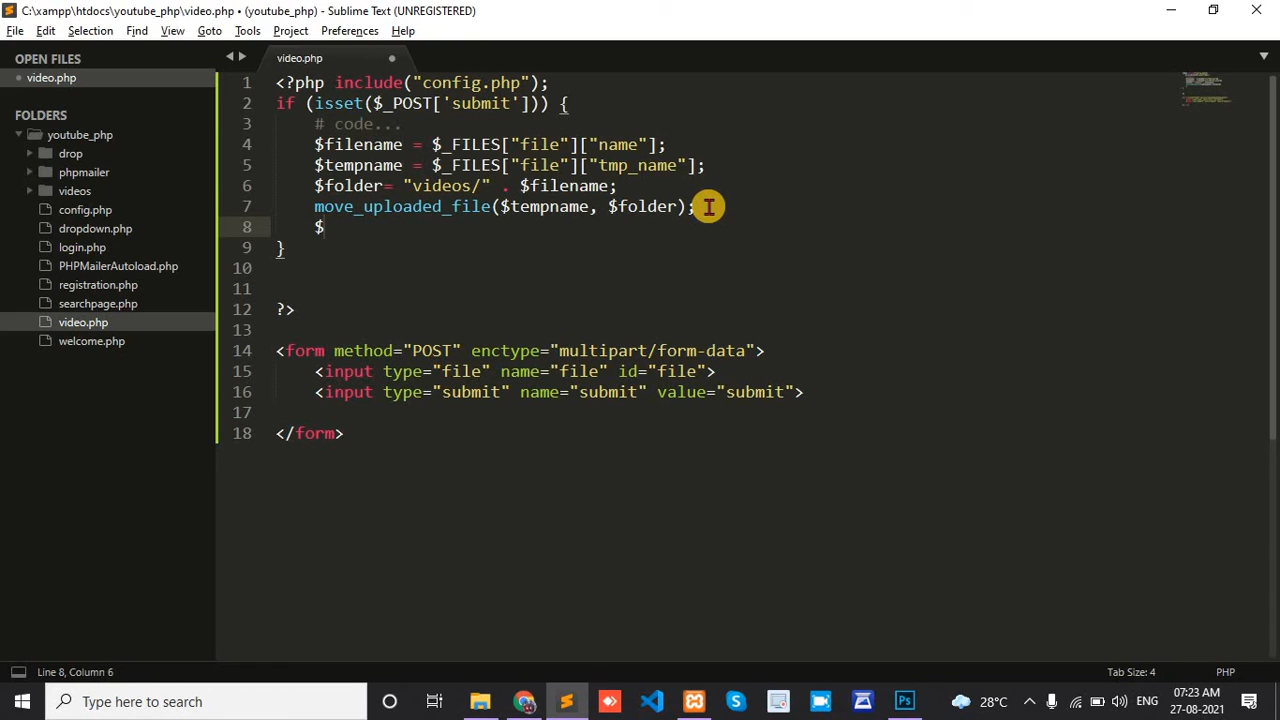 C:\xampp\htdocs\youtube_php\video.php • (youtube_php) - Sublime Text (UNREGISTERED)
File Edit Selection Find View Goto Tools Project Preferences Help
OPEN FILES
video.php
FOLDERS
youtube_php
drop
phpmailer
videos
config.php
dropdown.php
login.php
PHPMailerAutoload.php
registration.php
searchpage.php
video.php
welcome.php
video.php
1 <?php include("config.php");
2 if (isset($_POST['submit'])) {
3 # code...
4 $filename = $_FILES["file"]["name"];
5 $tempname = $_FILES["file"]["tmp_name"];
6 $folder= "videos/" . $filename;
7 move_uploaded_file($tempname, $folder);
8 $
9 }
10
11
12 ?>
13
14 <form method="POST" enctype="multipart/form-data">
15 <input type="file" name="file" id="file">
16 <input type="submit" name="submit" value="submit">
17
18 </form>
Line 8, Column 6
Tab Size: 4
PHP
Type here to search
28°C
ENG
07:23 AM
27-08-2021